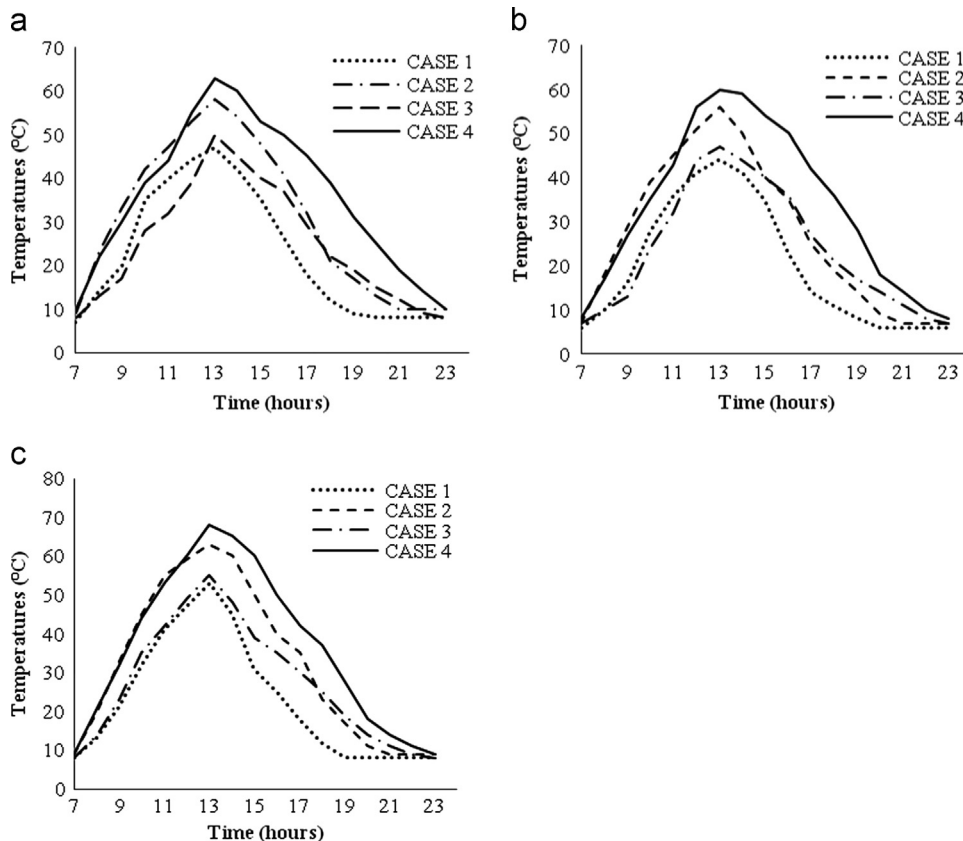 a
Temperatures (ºC)
70
60
50
40
30
20
10
0
7 9 11 13 15 17 19 21 23
Time (hours)
CASE 1
CASE 2
CASE 3
CASE 4
b
Temperatures (ºC)
70
60
50
40
30
20
10
0
7 9 11 13 15 17 19 21 23
Time (hours)
CASE 1
CASE 2
CASE 3
CASE 4
c
Temperatures (ºC)
80
70
60
50
40
30
20
10
0
7 9 11 13 15 17 19 21 23
Time (hours)
CASE 1
CASE 2
CASE 3
CASE 4